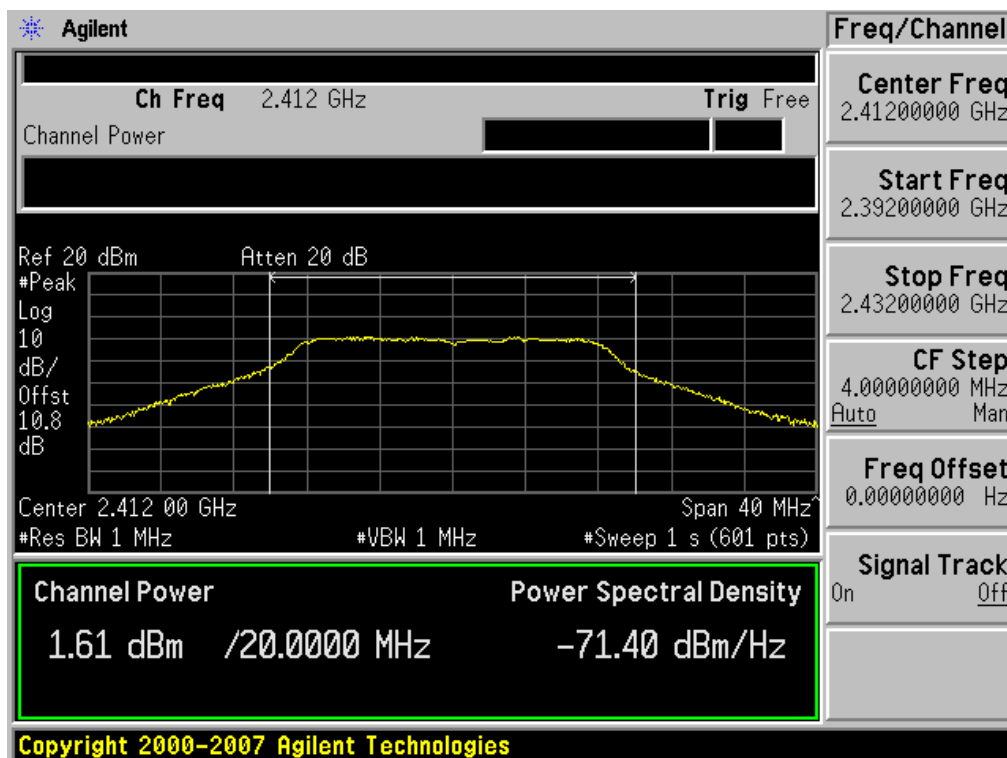 Agilent
Freq/Channel
Ch Freq 2.412 GHz Trig Free
Channel Power
Center Freq
2.41200000 GHz
Start Freq
2.39200000 GHz
Stop Freq
2.43200000 GHz
CF Step
4.00000000 MHz
Auto Man
Freq Offset
0.00000000 Hz
Signal Track
On Off
Ref 20 dBm Atten 20 dB
#Peak
Log
10
dB/
Offst
10.8
dB
Center 2.412 00 GHz Span 40 MHz^
#Res BW 1 MHz #VBW 1 MHz #Sweep 1 s (601 pts)
Channel Power Power Spectral Density
1.61 dBm /20.0000 MHz -71.40 dBm/Hz
Copyright 2000-2007 Agilent Technologies